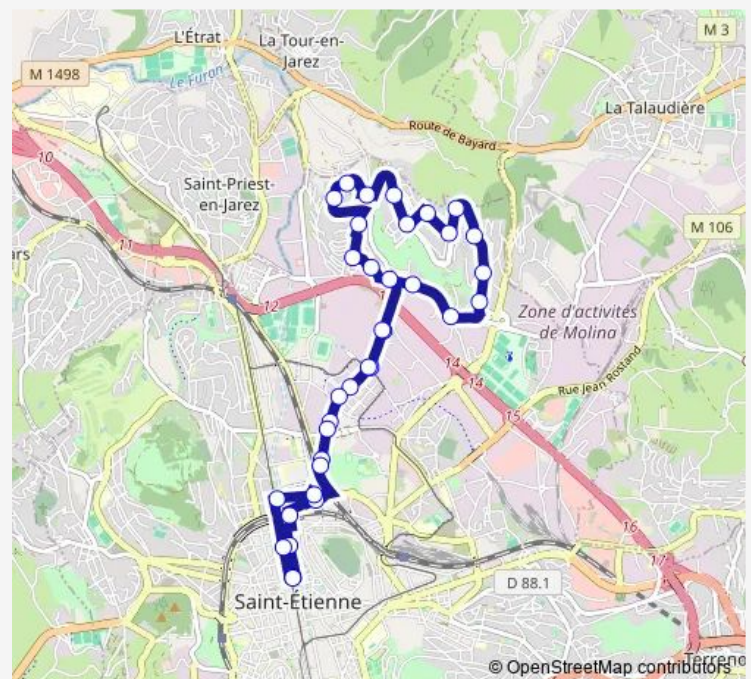 M 3
L'Étrat
La Tour-en-
Jarez
M 1498
Le Furan
La Talaudière
Route de Bayard
10
Saint-Priest-
en-Jarez
M 106
ars
11
12
1
Zone d'activités
de Molina
14
14
15
Rue Jean Rostand
16
17
D 88.1
Saint-Étienne
Terreno
© OpenStreetMap contributors